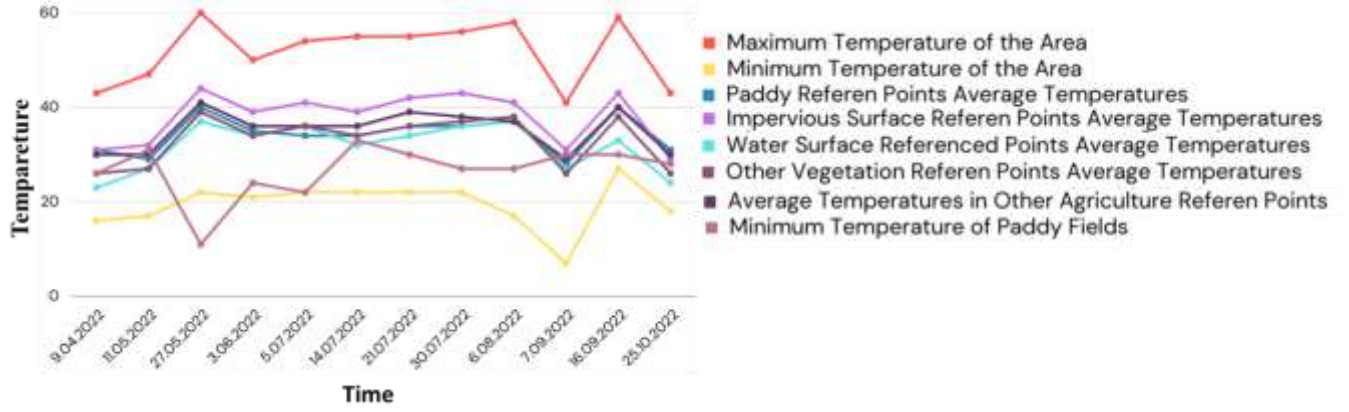 60
40
20
0
Tempareture
9.04.2022
11.05.2022
27.05.2022
3.06.2022
5.07.2022
14.07.2022
21.07.2022
30.07.2022
6.08.2022
7.09.2022
16.09.2022
25.10.2022
Time
Maximum Temperature of the Area
Minimum Temperature of the Area
Paddy Referen Points Average Temperatures
Impervious Surface Referen Points Average Temperatures
Water Surface Referenced Points Average Temperatures
Other Vegetation Referen Points Average Temperatures
Average Temperatures in Other Agriculture Referen Points
Minimum Temperature of Paddy Fields